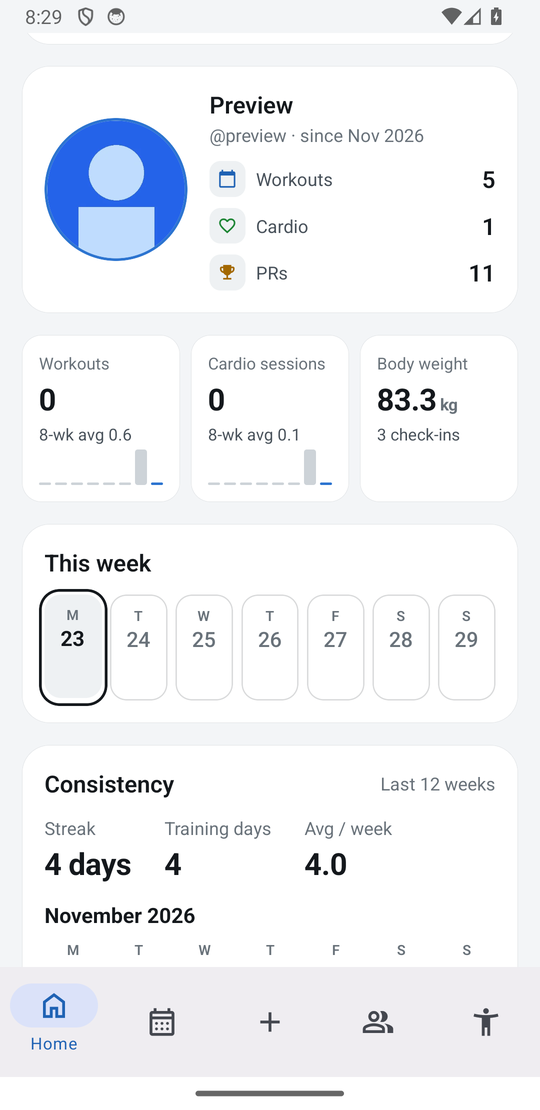 8:29
Preview
@preview · since Nov 2026
Workouts 5
Cardio 1
PRs 11
Workouts
0
8-wk avg 0.6
Cardio sessions
0
8-wk avg 0.1
Body weight
83.3 kg
3 check-ins
This week
M T W T F S S
23 24 25 26 27 28 29
Consistency Last 12 weeks
Streak Training days Avg / week
4 days 4 4.0
November 2026
M T W T F S S
Home